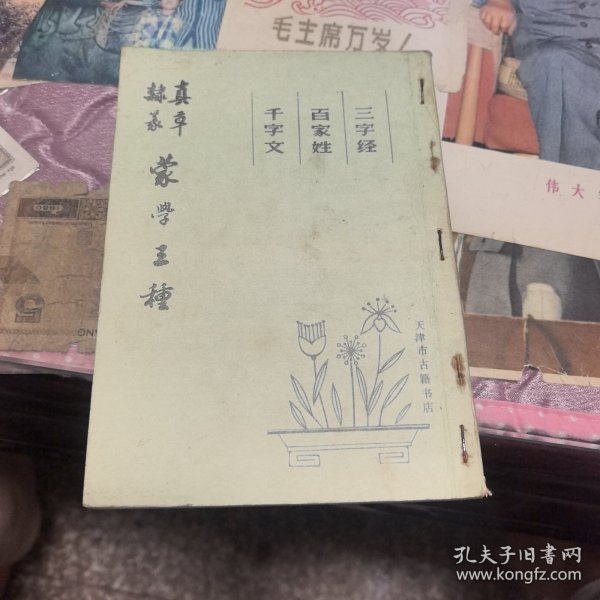 毛主席万岁！
伟大
三字经
百家姓
千字文
真草
隶篆
蒙學三種
天津市古籍书店
孔夫子旧书网
www.kongfz.com